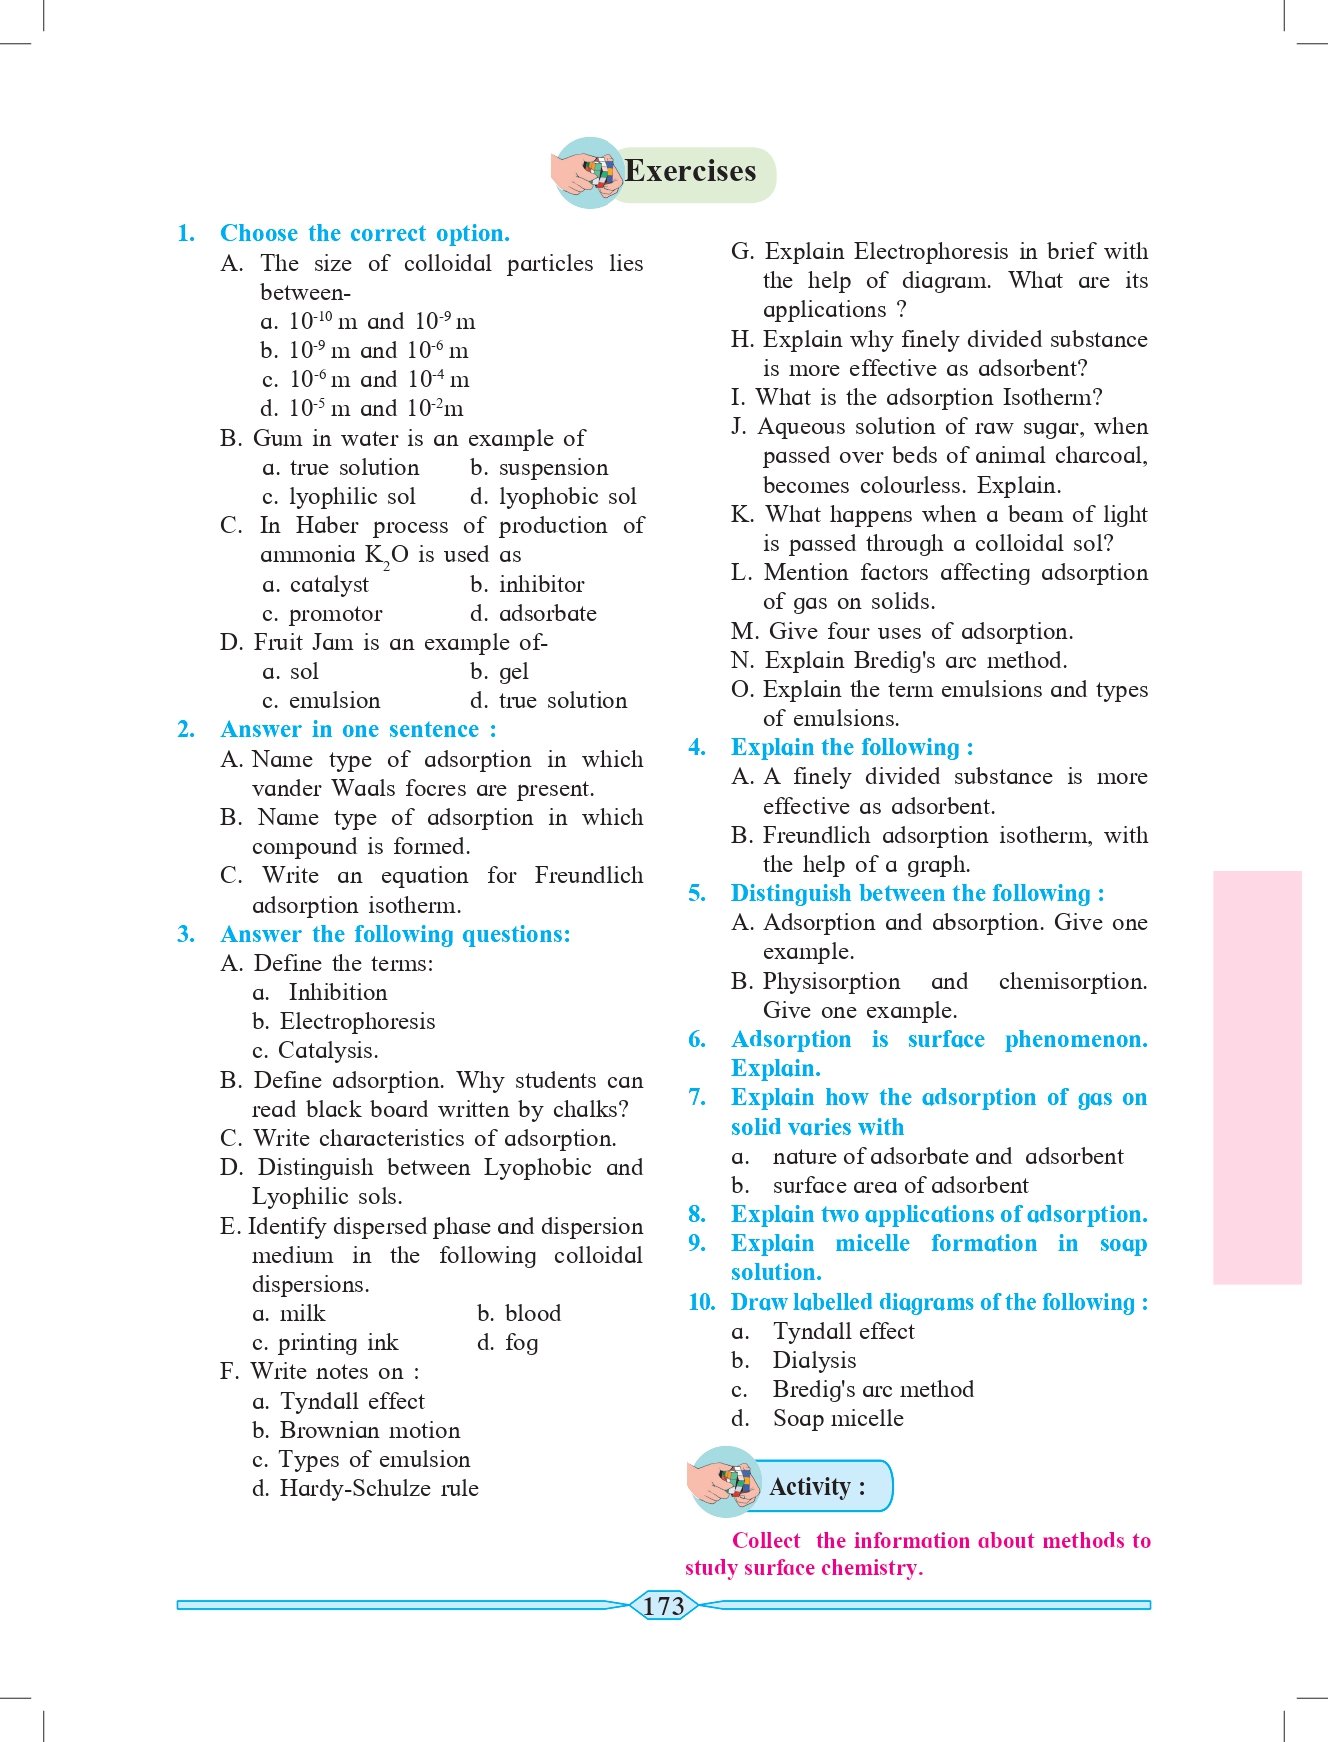 Exercises
1. Choose the correct option.
A. The size of colloidal particles lies
between-
a. 10⁻¹⁰ m and 10⁻⁹ m
b. 10⁻⁹ m and 10⁻⁶ m
c. 10⁻⁶ m and 10⁻⁴ m
d. 10⁻⁵ m and 10⁻²m
B. Gum in water is an example of
a. true solution b. suspension
c. lyophilic sol d. lyophobic sol
C. In Haber process of production of
ammonia K₂O is used as
a. catalyst b. inhibitor
c. promotor d. adsorbate
D. Fruit Jam is an example of-
a. sol b. gel
c. emulsion d. true solution
2. Answer in one sentence :
A. Name type of adsorption in which
vander Waals focres are present.
B. Name type of adsorption in which
compound is formed.
C. Write an equation for Freundlich
adsorption isotherm.
3. Answer the following questions:
A. Define the terms:
a. Inhibition
b. Electrophoresis
c. Catalysis.
B. Define adsorption. Why students can
read black board written by chalks?
C. Write characteristics of adsorption.
D. Distinguish between Lyophobic and
Lyophilic sols.
E. Identify dispersed phase and dispersion
medium in the following colloidal
dispersions.
a. milk b. blood
c. printing ink d. fog
F. Write notes on :
a. Tyndall effect
b. Brownian motion
c. Types of emulsion
d. Hardy-Schulze rule
G. Explain Electrophoresis in brief with
the help of diagram. What are its
applications ?
H. Explain why finely divided substance
is more effective as adsorbent?
I. What is the adsorption Isotherm?
J. Aqueous solution of raw sugar, when
passed over beds of animal charcoal,
becomes colourless. Explain.
K. What happens when a beam of light
is passed through a colloidal sol?
L. Mention factors affecting adsorption
of gas on solids.
M. Give four uses of adsorption.
N. Explain Bredig's arc method.
O. Explain the term emulsions and types
of emulsions.
4. Explain the following :
A. A finely divided substance is more
effective as adsorbent.
B. Freundlich adsorption isotherm, with
the help of a graph.
5. Distinguish between the following :
A. Adsorption and absorption. Give one
example.
B. Physisorption and chemisorption.
Give one example.
6. Adsorption is surface phenomenon.
Explain.
7. Explain how the adsorption of gas on
solid varies with
a. nature of adsorbate and adsorbent
b. surface area of adsorbent
8. Explain two applications of adsorption.
9. Explain micelle formation in soap
solution.
10. Draw labelled diagrams of the following :
a. Tyndall effect
b. Dialysis
c. Bredig's arc method
d. Soap micelle
Activity :
Collect the information about methods to
study surface chemistry.
173